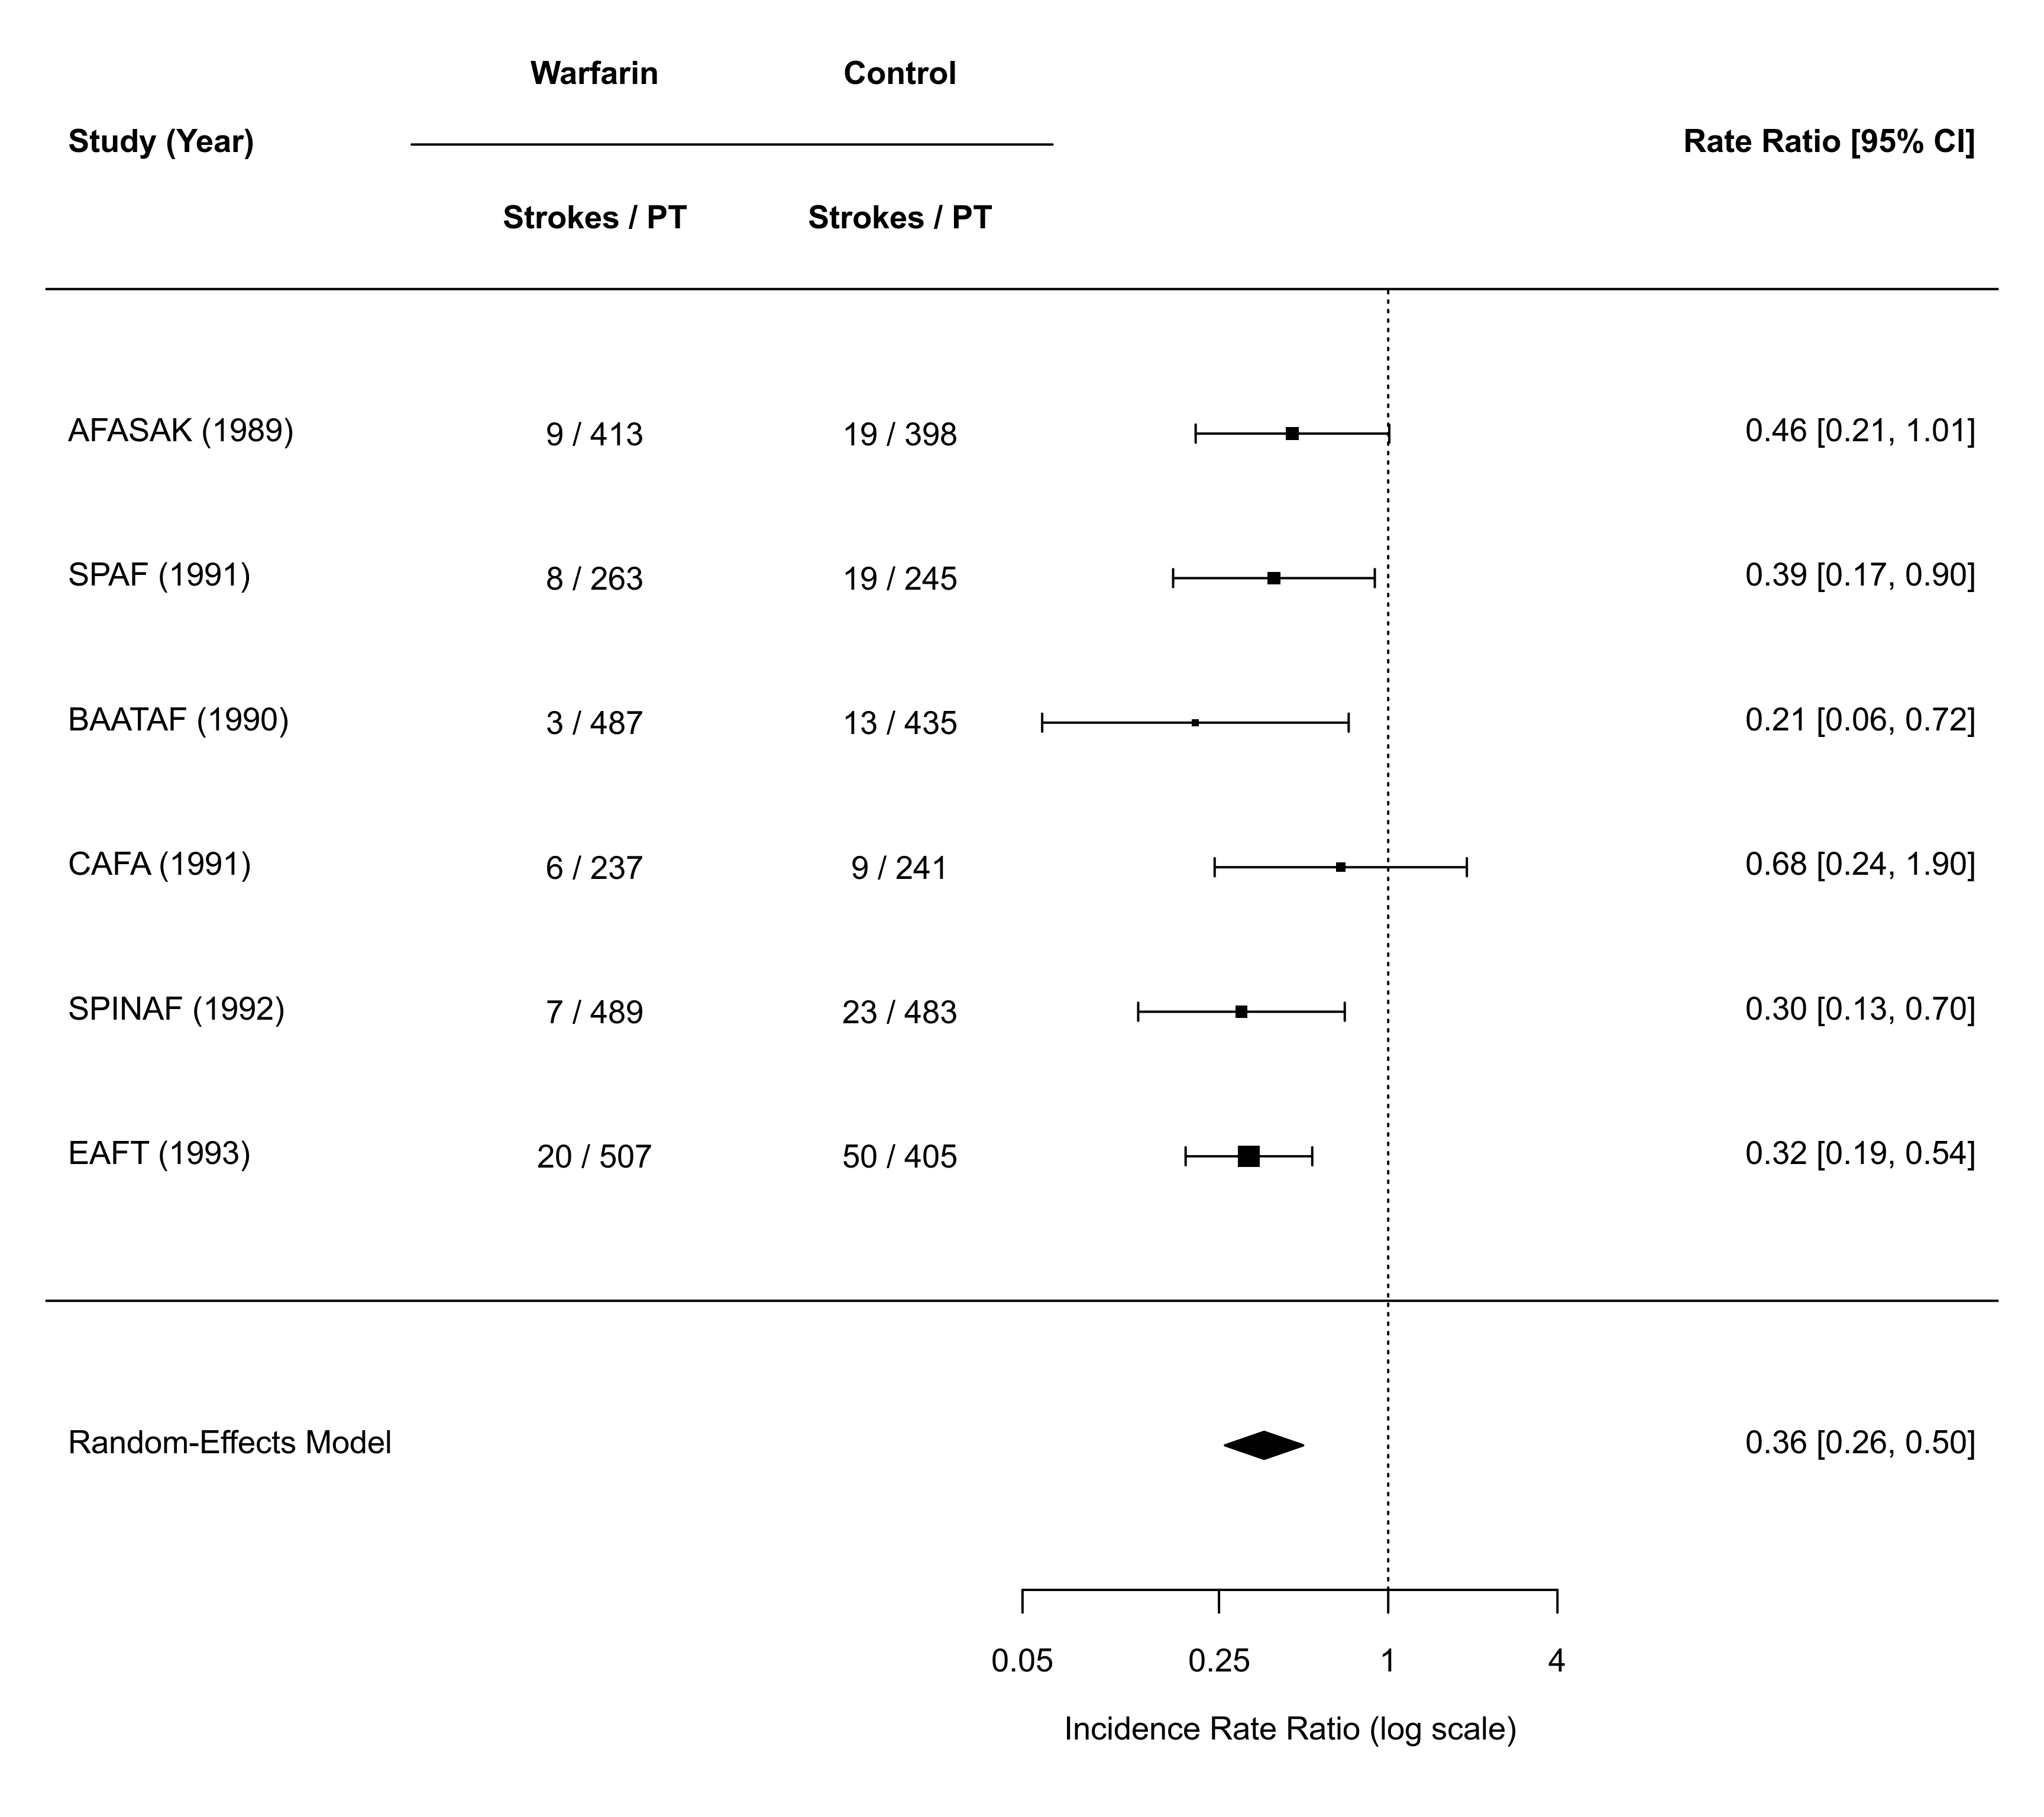 Warfarin Control
Study (Year) Rate Ratio [95% CI]
Strokes / PT Strokes / PT
AFASAK (1989) 9 / 413 19 / 398 0.46 [0.21, 1.01]
SPAF (1991) 8 / 263 19 / 245 0.39 [0.17, 0.90]
BAATAF (1990) 3 / 487 13 / 435 0.21 [0.06, 0.72]
CAFA (1991) 6 / 237 9 / 241 0.68 [0.24, 1.90]
SPINAF (1992) 7 / 489 23 / 483 0.30 [0.13, 0.70]
EAFT (1993) 20 / 507 50 / 405 0.32 [0.19, 0.54]
Random-Effects Model 0.36 [0.26, 0.50]
0.05 0.25 1 4
Incidence Rate Ratio (log scale)